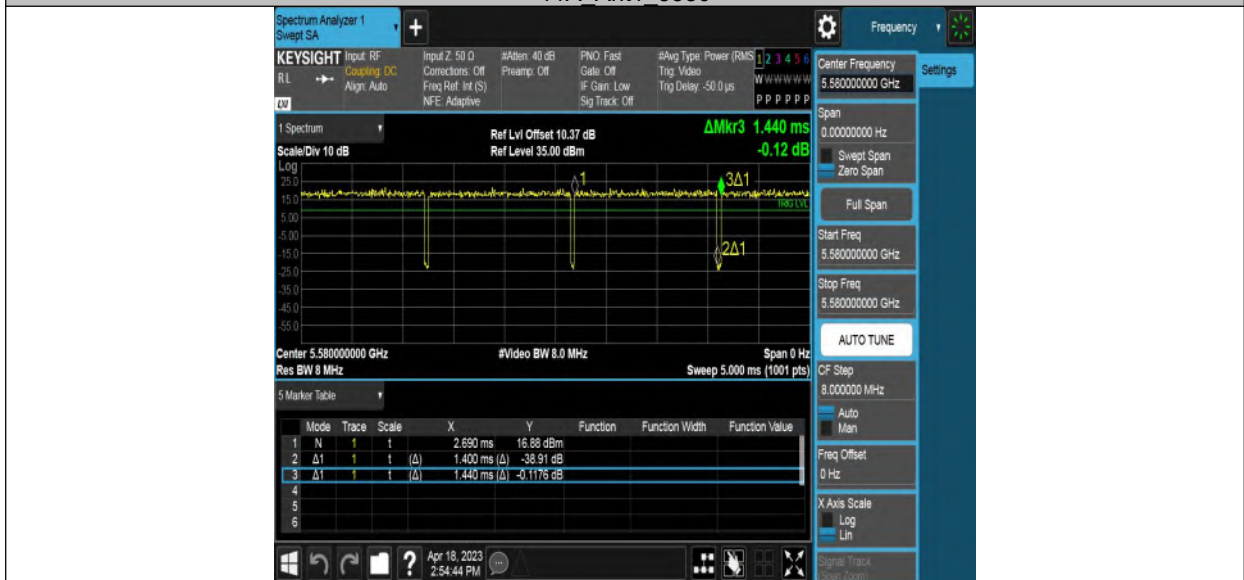 Spectrum Analyzer 1
Swept SA
+
Frequency
KEYSIGHT
RL
LXI
Input: RF
Coupling: DC
Align: Auto
Input Z: 50 Ω
Corrections: Off
Freq Ref: Int (S)
NFE: Adaptive
#Atten: 40 dB
Preamp: Off
PNO: Fast
Gate: Off
IF Gain: Low
Sig Track: Off
#Avg Type: Power (RMS
Trig: Video
Trig Delay: -50.0 µs
1 2 3 4 5 6
W W W W W W
P P P P P P
Center Frequency
5.580000000 GHz
Settings
Span
0.00000000 Hz
Swept Span
Zero Span
Full Span
Start Freq
5.580000000 GHz
Stop Freq
5.580000000 GHz
AUTO TUNE
CF Step
8.000000 MHz
Auto
Man
Freq Offset
0 Hz
X Axis Scale
Log
Lin
Signal Track
(Span Zoom)
1 Spectrum
Scale/Div 10 dB
Ref Lvl Offset 10.37 dB
Ref Level 35.00 dBm
ΔMkr3 1.440 ms
-0.12 dB
Log
25.0
15.0
5.00
-5.00
-15.0
-25.0
-35.0
-45.0
-55.0
1
3Δ1
TRIG LVL
2Δ1
Center 5.580000000 GHz
#Video BW 8.0 MHz
Span 0 Hz
Res BW 8 MHz
Sweep 5.000 ms (1001 pts)
5 Marker Table
Mode Trace Scale X Y Function Function Width Function Value
1 N 1 t 2.690 ms 16.88 dBm
2 Δ1 1 t (Δ) 1.400 ms (Δ) -38.91 dB
3 Δ1 1 t (Δ) 1.440 ms (Δ) -0.1176 dB
4
5
6
?
Apr 18, 2023
2:54:44 PM